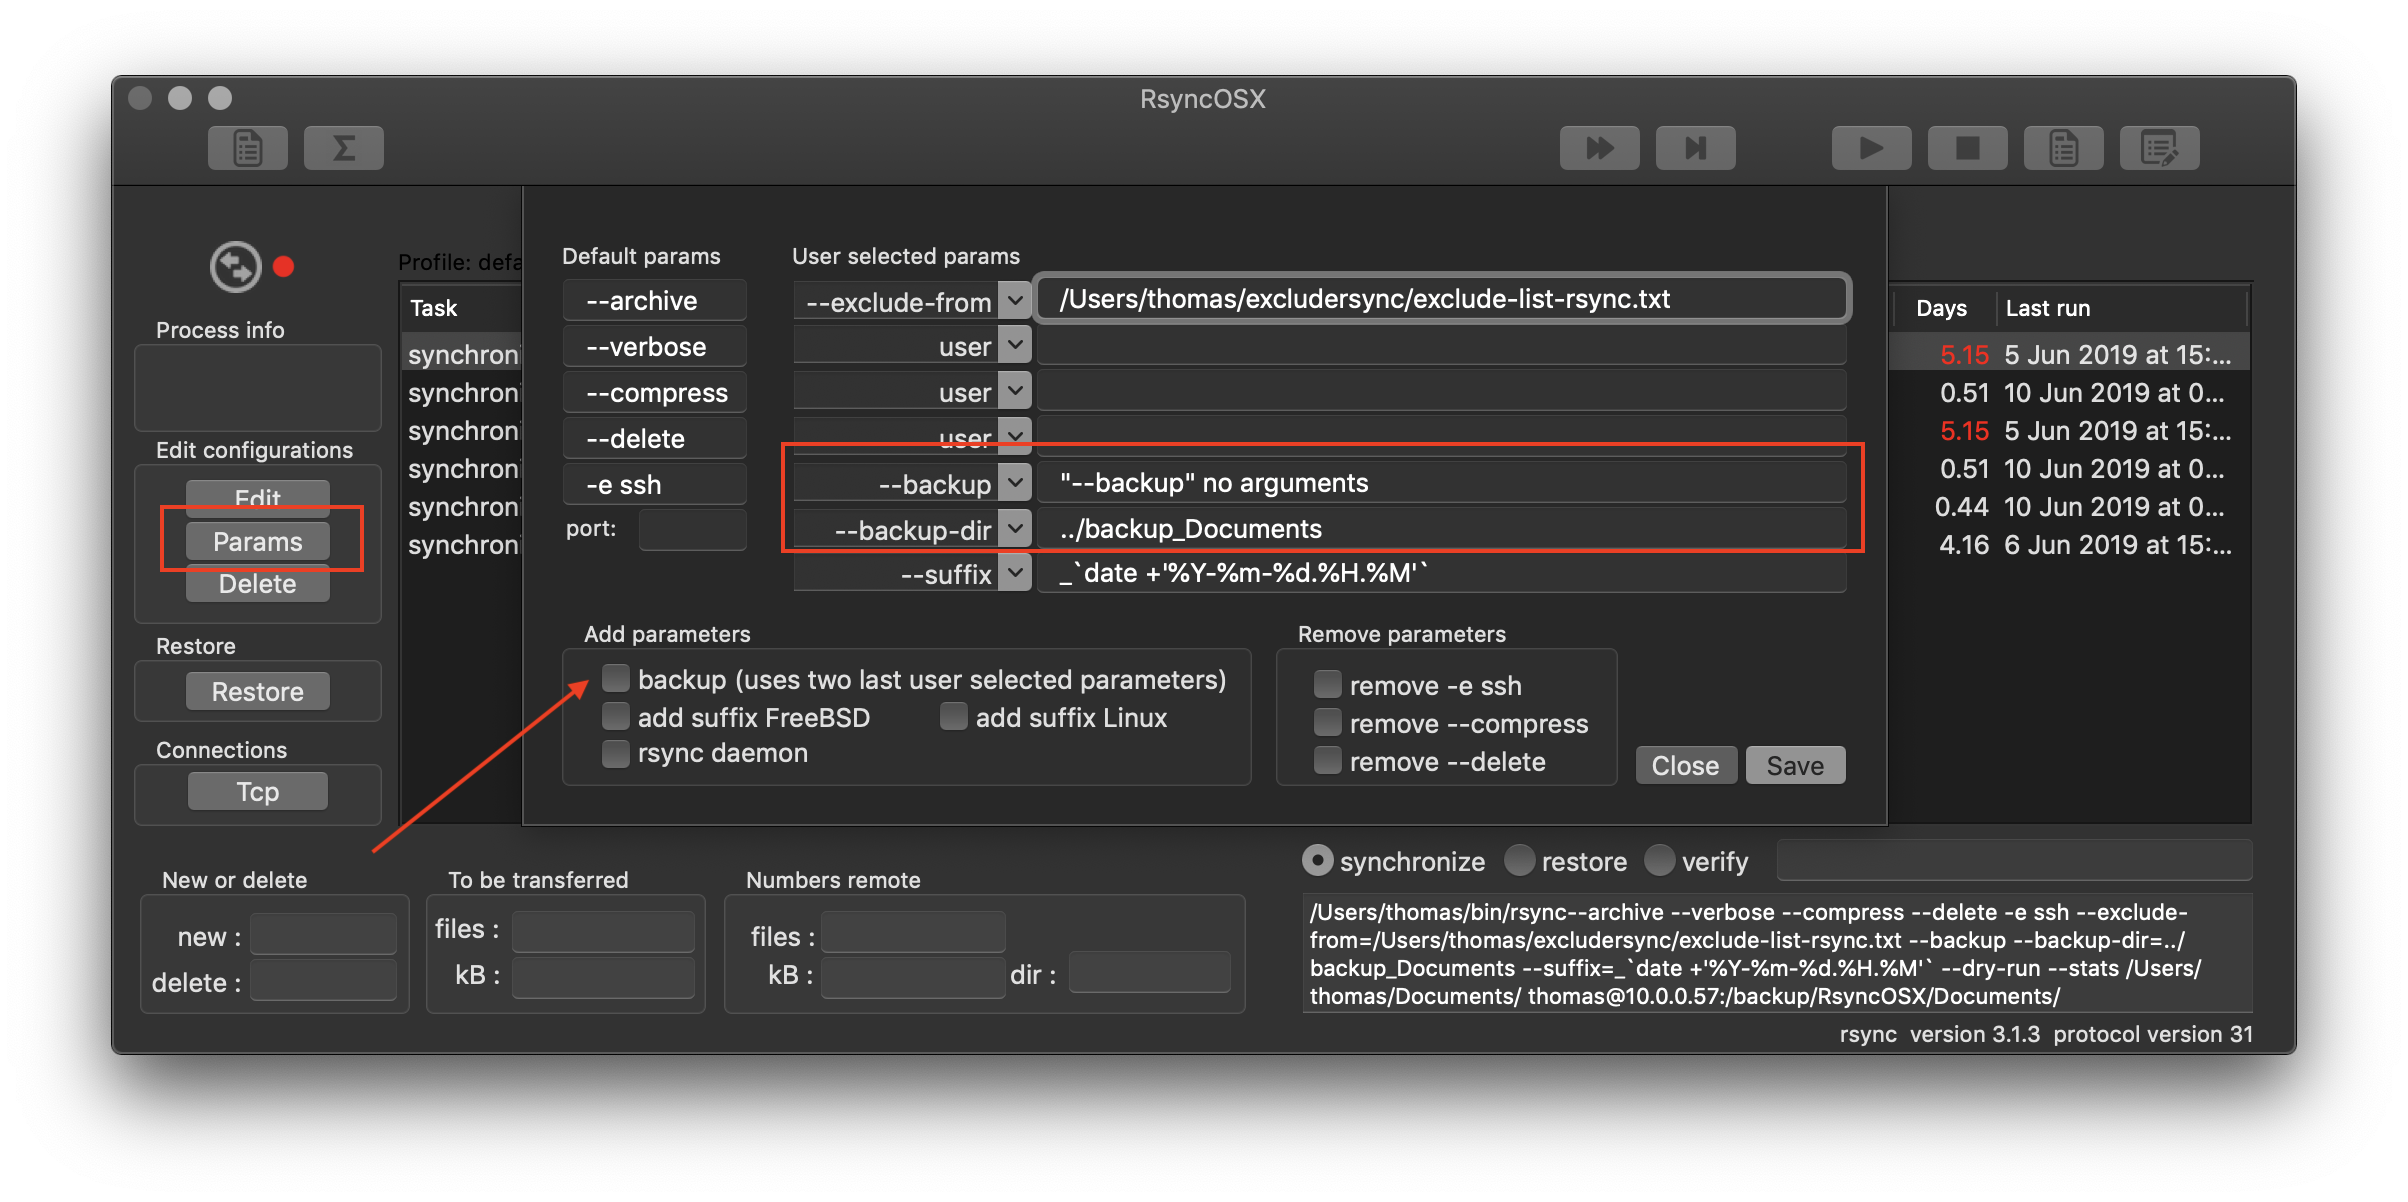 RsyncOSX
Σ
Profile: defa
Process info
Edit configurations
Edit
Params
Delete
Restore
Restore
Connections
Tcp
Task
synchroni
synchroni
synchroni
synchroni
synchroni
synchroni
Default params
--archive
--verbose
--compress
--delete
-e ssh
port:
User selected params
--exclude-from /Users/thomas/excludersync/exclude-list-rsync.txt
user
user
user
--backup "--backup" no arguments
--backup-dir ../backup_Documents
--suffix _`date +'%Y-%m-%d.%H.%M'`
Add parameters
backup (uses two last user selected parameters)
add suffix FreeBSD add suffix Linux
rsync daemon
Remove parameters
remove -e ssh
remove --compress
remove --delete
Close Save
Days Last run
5.15 5 Jun 2019 at 15:...
0.51 10 Jun 2019 at 0...
5.15 5 Jun 2019 at 15:...
0.51 10 Jun 2019 at 0...
0.44 10 Jun 2019 at 0...
4.16 6 Jun 2019 at 15:...
New or delete
new :
delete :
To be transferred
files :
kB :
Numbers remote
files :
kB : dir :
synchronize restore verify
/Users/thomas/bin/rsync--archive --verbose --compress --delete -e ssh --exclude-
from=/Users/thomas/excludersync/exclude-list-rsync.txt --backup --backup-dir=../
backup_Documents --suffix=_`date +'%Y-%m-%d.%H.%M'` --dry-run --stats /Users/
thomas/Documents/ thomas@10.0.0.57:/backup/RsyncOSX/Documents/
rsync version 3.1.3 protocol version 31